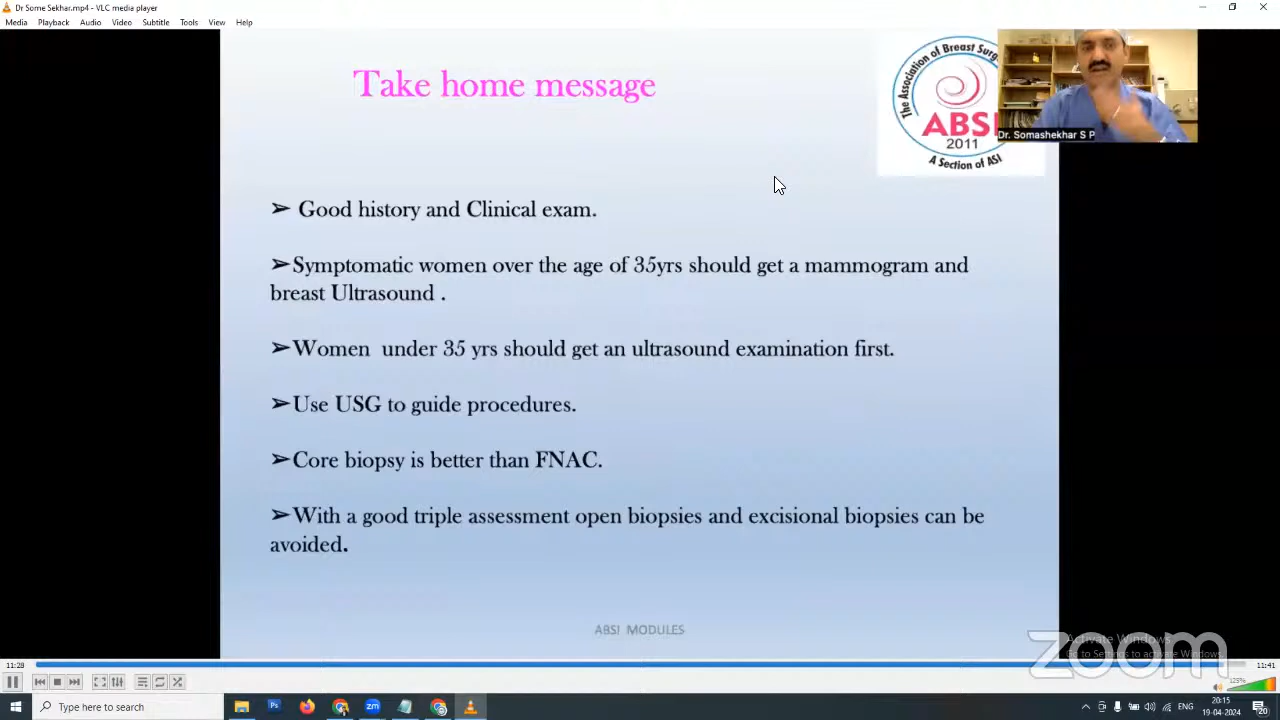 Dr Some Sekhar.mp4 - VLC media player
Media Playback Audio Video Subtitle Tools View Help
Take home message
The Association of Breast Surg
ABSI
2011
A Section of ASI
Dr. Somashekhar S P
➢ Good history and Clinical exam.
➢Symptomatic women over the age of 35yrs should get a mammogram and
breast Ultrasound .
➢Women under 35 yrs should get an ultrasound examination first.
➢Use USG to guide procedures.
➢Core biopsy is better than FNAC.
➢With a good triple assessment open biopsies and excisional biopsies can be
avoided.
ABSI MODULES
zoom
Activate Windows
Go to Settings to activate Windows.
11:28
11:41
125%
Type here to search
ENG
20:15
19-04-2024
20